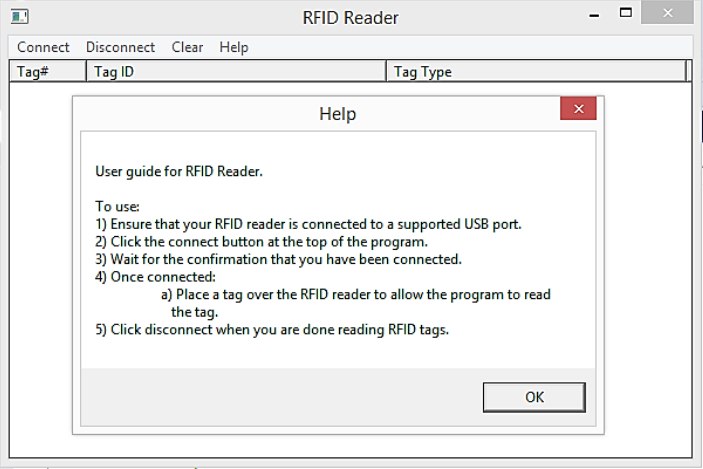 RFID Reader
Connect Disconnect Clear Help
Tag# Tag ID Tag Type
Help
User guide for RFID Reader.
To use:
1) Ensure that your RFID reader is connected to a supported USB port.
2) Click the connect button at the top of the program.
3) Wait for the confirmation that you have been connected.
4) Once connected:
a) Place a tag over the RFID reader to allow the program to read
the tag.
5) Click disconnect when you are done reading RFID tags.
OK